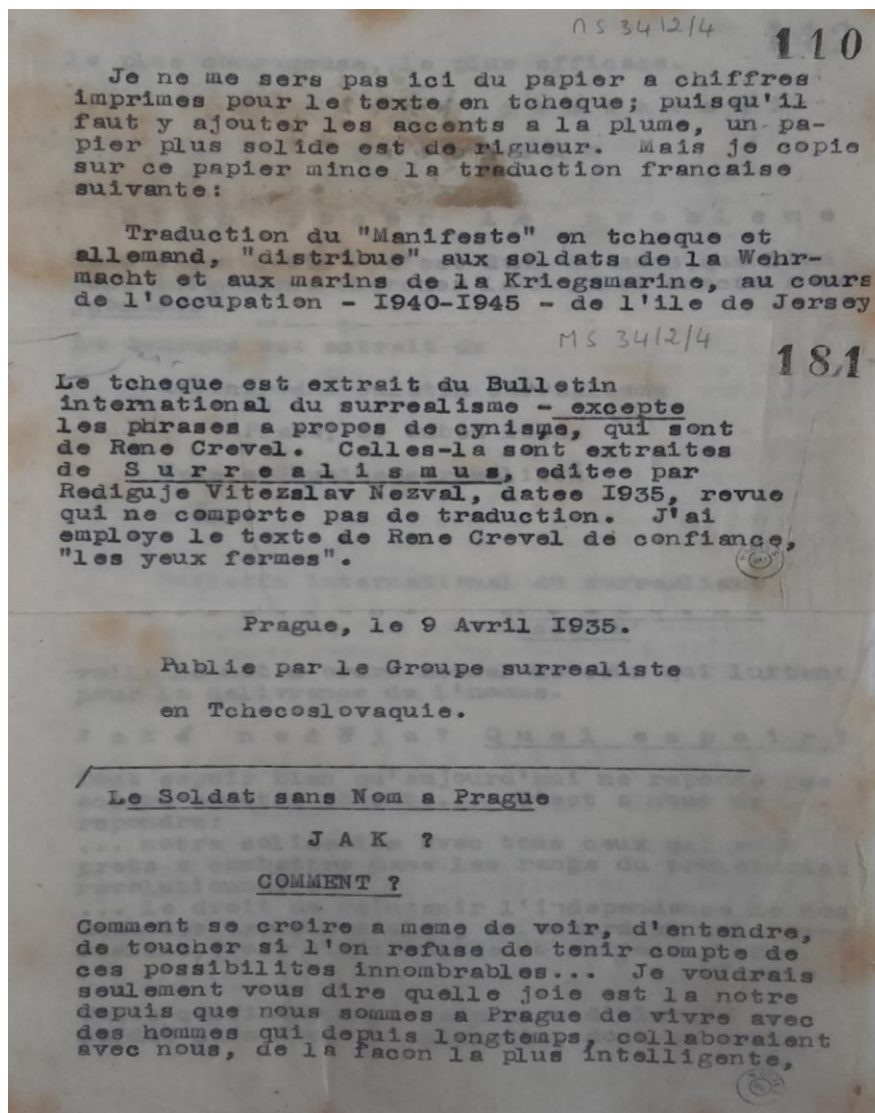 MS 34/2/4
110
Je ne me sers pas ici du papier a chiffres
imprimes pour le texte en tcheque; puisqu'il
faut y ajouter les accents a la plume, un pa-
pier plus solide est de rigueur. Mais je copie
sur ce papier mince la traduction francaise
suivante:
Traduction du "Manifeste" en tcheque et
allemand, "distribue" aux soldats de la Wehr-
macht et aux marins de la Kriegsmarine, au cours
de l'occupation - I940-I945 - de l'ile de Jersey
MS 34/2/4
181
Le tcheque est extrait du Bulletin
international du surrealisme - excepte
les phrases a propos de cynisme, qui sont
de Rene Crevel. Celles-la sont extraites
de S u r r e a l i s m u s, editee par
Rediguje Vitezslav Nezval, datee I935, revue
qui ne comporte pas de traduction. J'ai
employe le texte de Rene Crevel de confiance,
"les yeux fermes".
Prague, le 9 Avril I935.
Publie par le Groupe surrealiste
en Tchecoslovaquie.
Le Soldat sans Nom a Prague
J A K ?
COMMENT ?
Comment se croire a meme de voir, d'entendre,
de toucher si l'on refuse de tenir compte de
ces possibilites innombrables... Je voudrais
seulement vous dire quelle joie est la notre
depuis que nous sommes a Prague de vivre avec
des hommes qui depuis longtemps, collaboraient
avec nous, de la facon la plus intelligente,